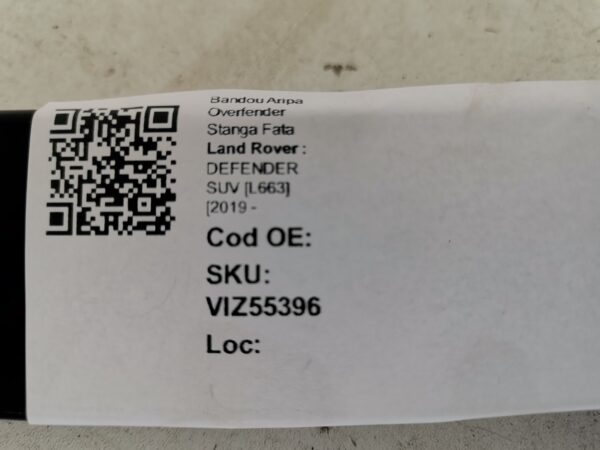 Bandou Aripa
Overfender
Stanga Fata
Land Rover :
DEFENDER
SUV [L663]
[2019 -
Cod OE:
SKU:
VIZ55396
Loc: